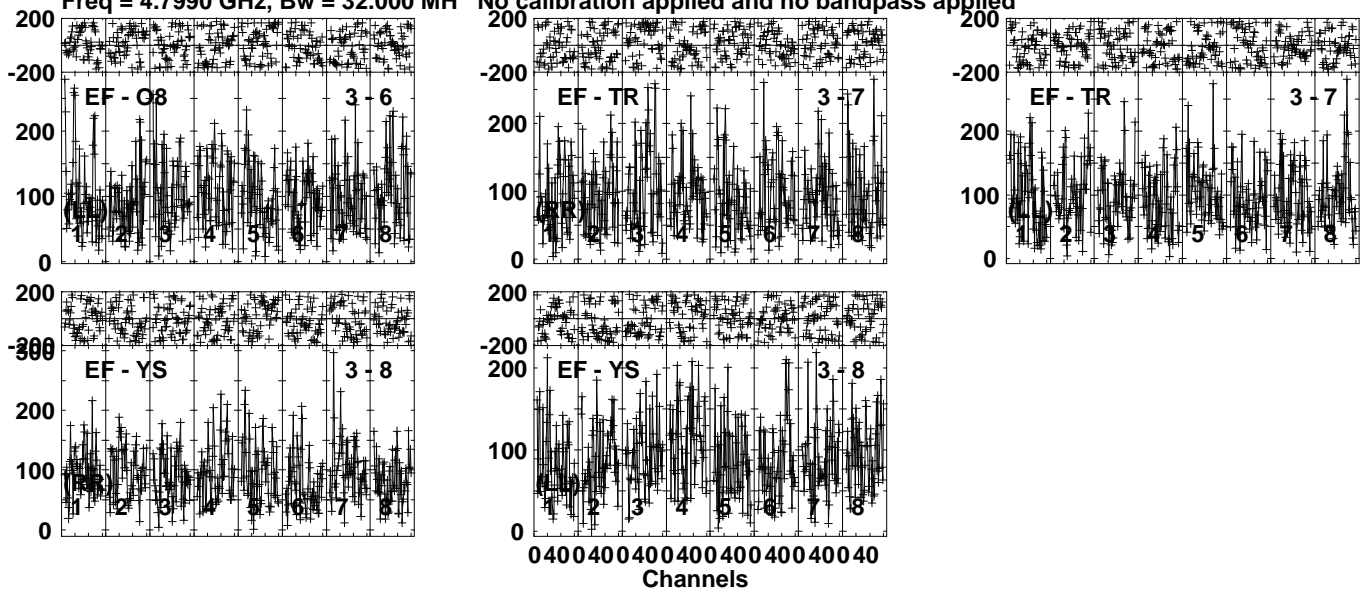 Freq = 4.7990 GHz, Bw = 32.000 MH No calibration applied and no bandpass applied
200 200 200
-200 -200 -200
EF - O8 3 - 6 EF - TR 3 - 7 EF - TR 3 - 7
200 200 200
100 100 100
(LL) (RR) (LL)
1 2 3 4 5 6 7 8 1 2 3 4 5 6 7 8 1 2 3 4 5 6 7 8
0 0 0
200 200
-200 -200
300
EF - YS 3 - 8 EF - YS 3 - 8
200 200
100 100
(RR) (LL)
1 2 3 4 5 6 7 8 1 2 3 4 5 6 7 8
0 0
0 40 0 40 0 40 0 40 0 40 0 40 0 40 0 40
Channels